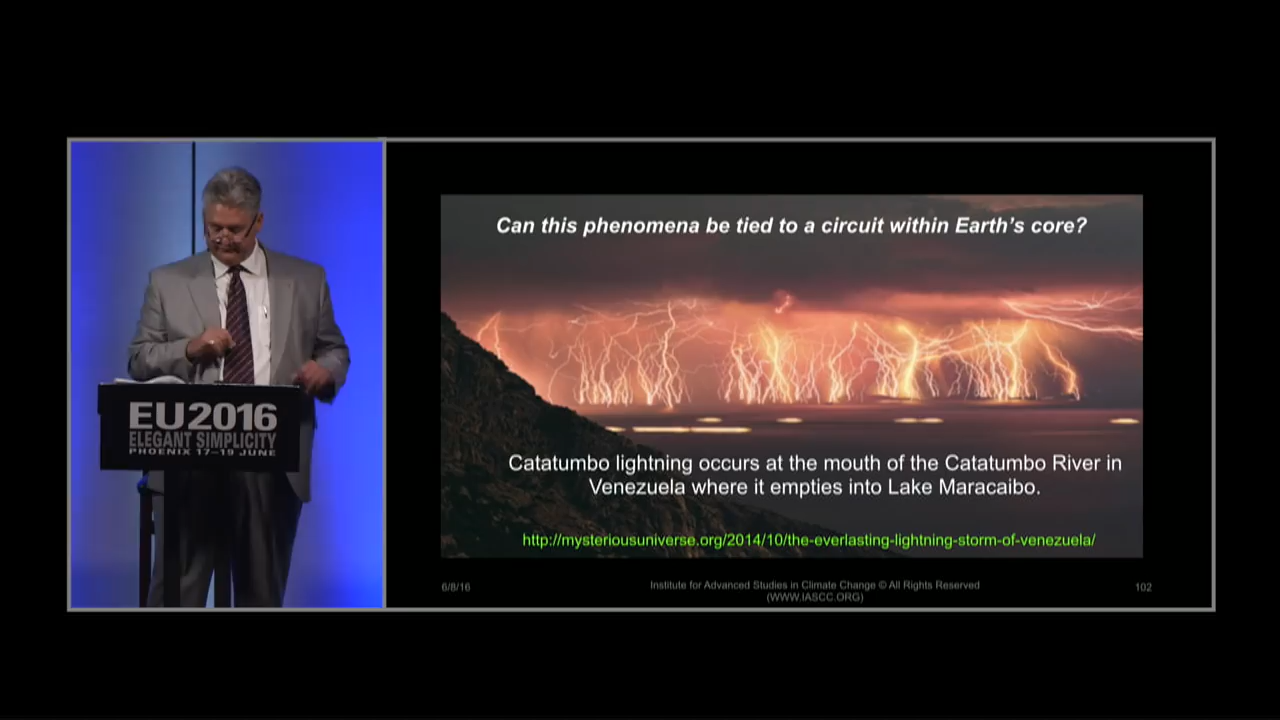 Can this phenomena be tied to a circuit within Earth's core?
Catatumbo lightning occurs at the mouth of the Catatumbo River in
Venezuela where it empties into Lake Maracaibo.
http://mysteriousuniverse.org/2014/10/the-everlasting-lightning-storm-of-venezuela/
6/8/16
Institute for Advanced Studies in Climate Change © All Rights Reserved
(WWW.IASCC.ORG)
102
EU2016
ELEGANT SIMPLICITY
PHOENIX 17–19 JUNE